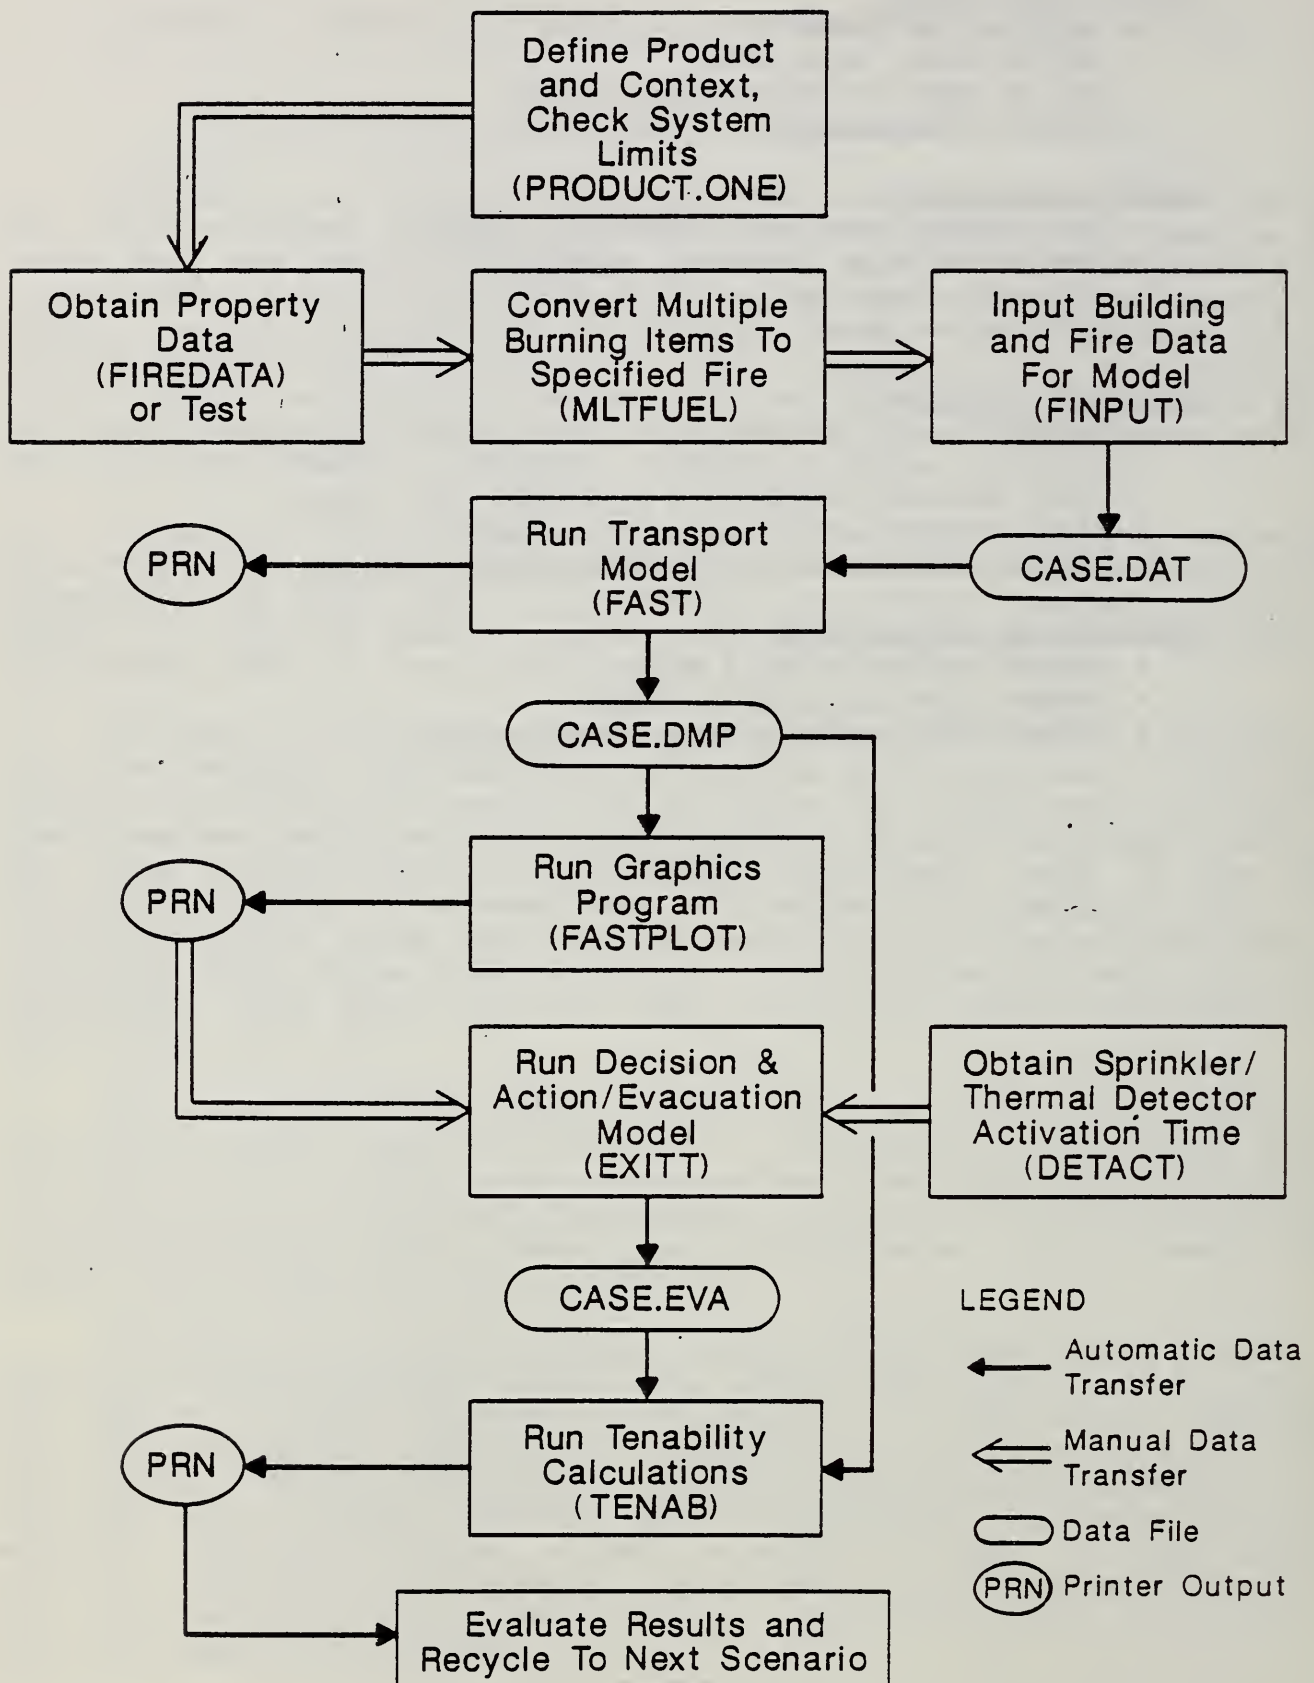 Define Product
and Context,
Check System
Limits
(PRODUCT.ONE)
Obtain Property
Data
(FIREDATA)
or Test
Convert Multiple
Burning Items To
Specified Fire
(MLTFUEL)
Input Building
and Fire Data
For Model
(FINPUT)
PRN
Run Transport
Model
(FAST)
CASE.DAT
CASE.DMP
PRN
Run Graphics
Program
(FASTPLOT)
Run Decision &
Action/Evacuation
Model
(EXITT)
Obtain Sprinkler/
Thermal Detector
Activation Time
(DETACT)
CASE.EVA
PRN
Run Tenability
Calculations
(TENAB)
Evaluate Results and
Recycle To Next Scenario
LEGEND
Automatic Data
Transfer
Manual Data
Transfer
Data File
PRN Printer Output